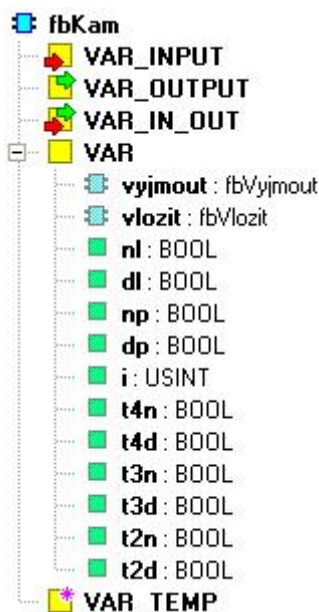 fbKam
VAR_INPUT
VAR_OUTPUT
VAR_IN_OUT
VAR
vyjmout : fbVyjmout
vlozit : fbVlozit
nl : BOOL
dl : BOOL
np : BOOL
dp : BOOL
i : USINT
t4n : BOOL
t4d : BOOL
t3n : BOOL
t3d : BOOL
t2n : BOOL
t2d : BOOL
VAR_TEMP